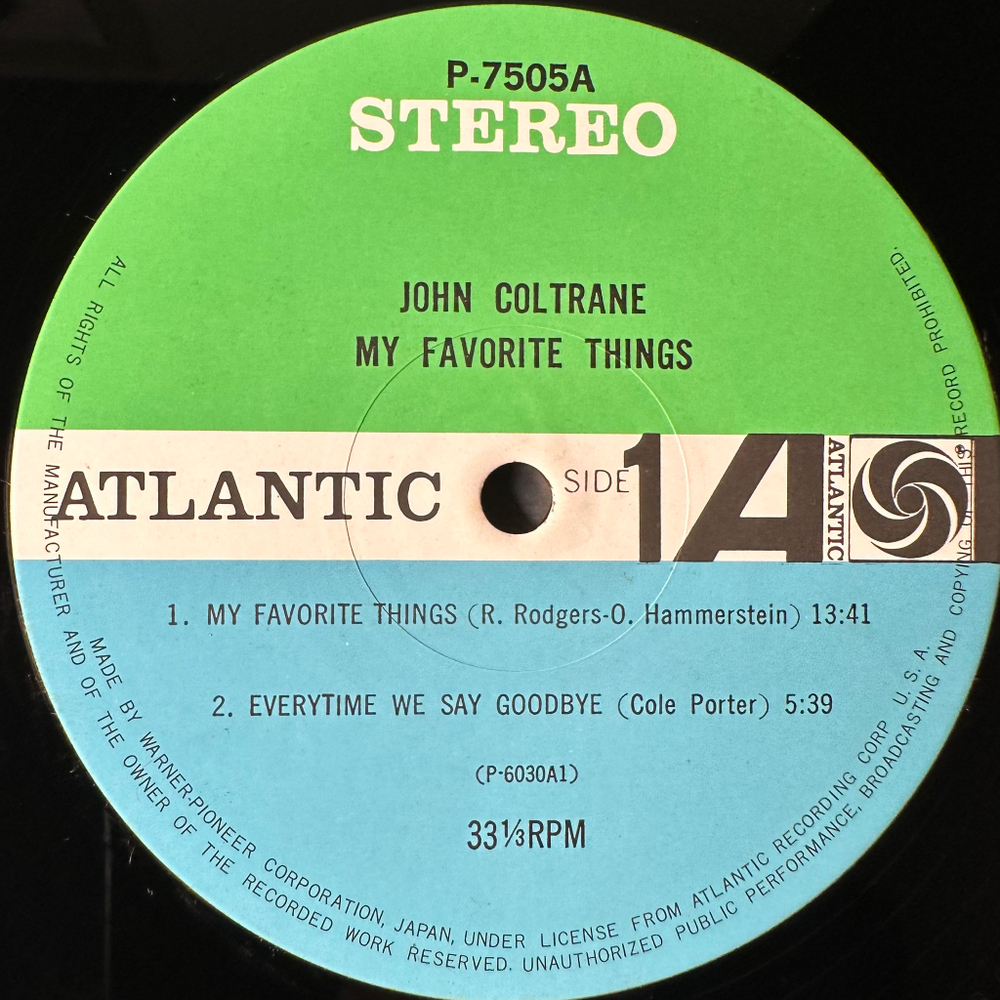 P-7505A
STEREO
JOHN COLTRANE
MY FAVORITE THINGS
ATLANTIC
SIDE 1
A
ATLANTIC
1. MY FAVORITE THINGS (R. Rodgers-O. Hammerstein) 13:41
2. EVERYTIME WE SAY GOODBYE (Cole Porter) 5:39
(P-6030A1)
33⅓RPM
MADE BY WARNER-PIONEER CORPORATION, JAPAN, UNDER LICENSE FROM ATLANTIC RECORDING CORP. U. S. A.
ALL RIGHTS OF THE MANUFACTURER AND OF THE OWNER OF THE RECORDED WORK RESERVED. UNAUTHORIZED PUBLIC PERFORMANCE, BROADCASTING AND COPYING OF THIS RECORD PROHIBITED.